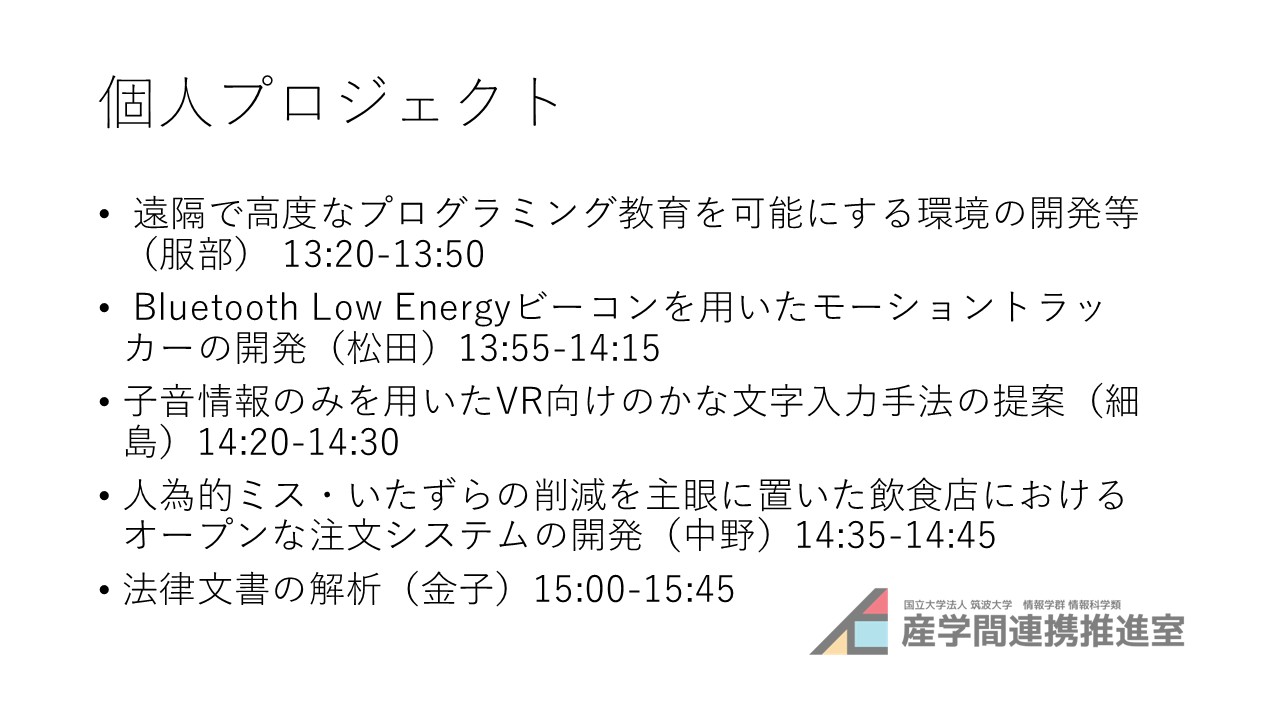 個人プロジェクト
• 遠隔で高度なプログラミング教育を可能にする環境の開発等
（服部） 13:20-13:50
• Bluetooth Low Energyビーコンを用いたモーショントラッ
カーの開発（松田）13:55-14:15
• 子音情報のみを用いたVR向けのかな文字入力手法の提案（細
島）14:20-14:30
• 人為的ミス・いたずらの削減を主眼に置いた飲食店における
オープンな注文システムの開発（中野）14:35-14:45
• 法律文書の解析（金子）15:00-15:45
国立大学法人 筑波大学　情報学群 情報科学類
産学間連携推進室